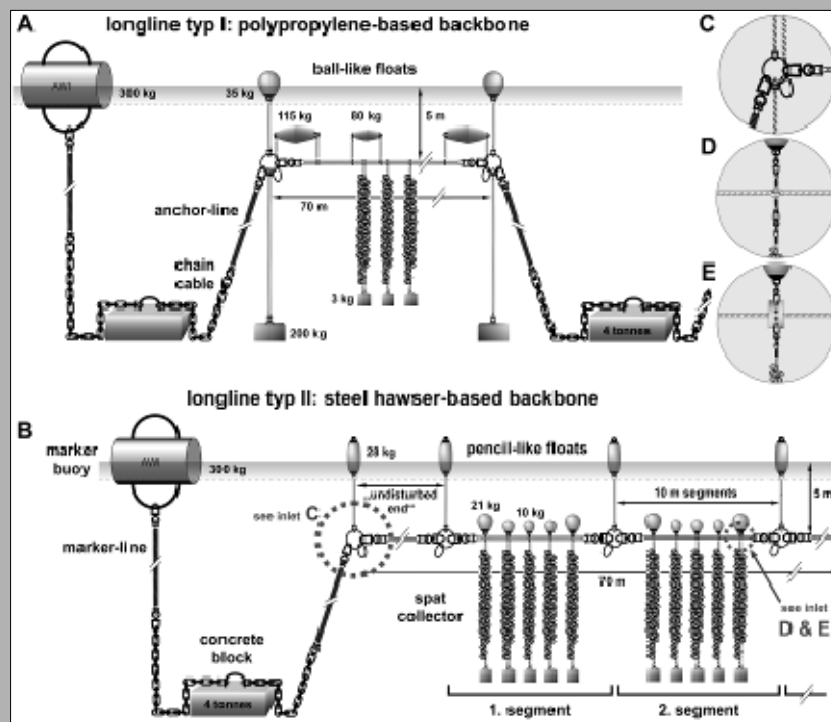 A longline typ I: polypropylene-based backbone
C
ball-like floats
AWI
300 kg
35 kg
115 kg
80 kg
5 m
D
anchor-line
70 m
chain
cable
E
3 kg
200 kg
4 tonnes
longline typ II: steel hawser-based backbone
B
marker
buoy
AWI
300 kg
28 kg
pencil-like floats
"undisturbed
end"
10 m segments
5 m
see inlet C
21 kg
10 kg
marker-line
70 m
spat
collector
see inlet
D & E
concrete
block
4 tonnes
1. segment
2. segment